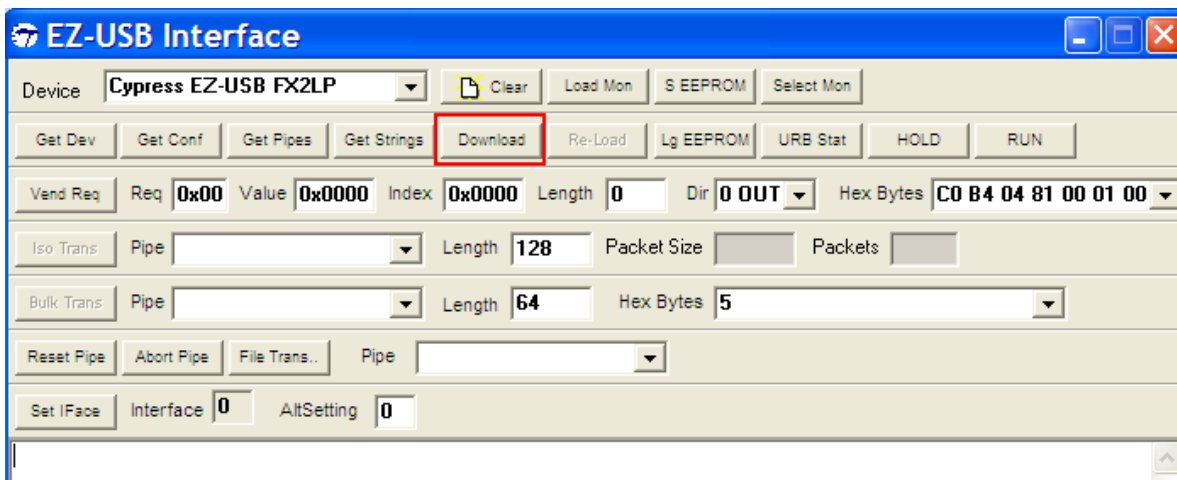 EZ-USB Interface
Device Cypress EZ-USB FX2LP Clear Load Mon S EEPROM Select Mon
Get Dev Get Conf Get Pipes Get Strings Download Re-Load Lg EEPROM URB Stat HOLD RUN
Vend Req Req 0x00 Value 0x0000 Index 0x0000 Length 0 Dir 0 OUT Hex Bytes C0 B4 04 81 00 01 00
Iso Trans Pipe Length 128 Packet Size Packets
Bulk Trans Pipe Length 64 Hex Bytes 5
Reset Pipe Abort Pipe File Trans.. Pipe
Set IFace Interface 0 AltSetting 0